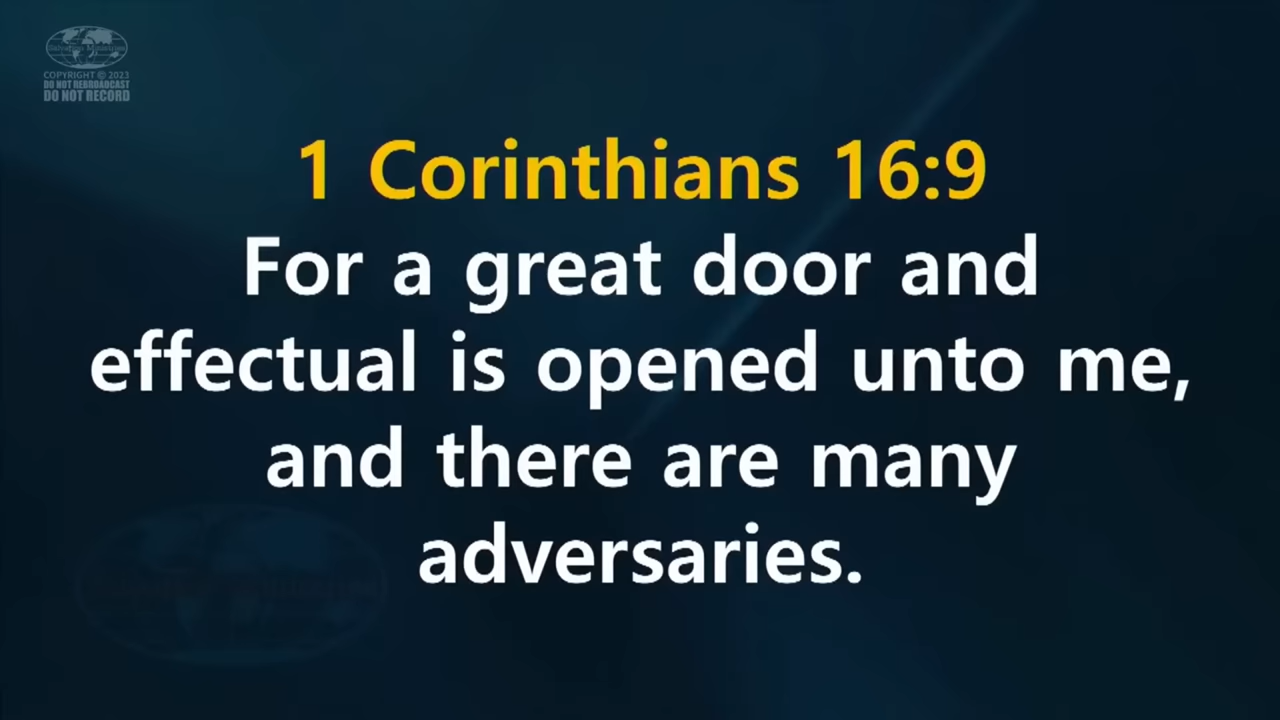 COPYRIGHT © 2023
DO NOT REBROADCAST
DO NOT RECORD
1 Corinthians 16:9
For a great door and
effectual is opened unto me,
and there are many
adversaries.